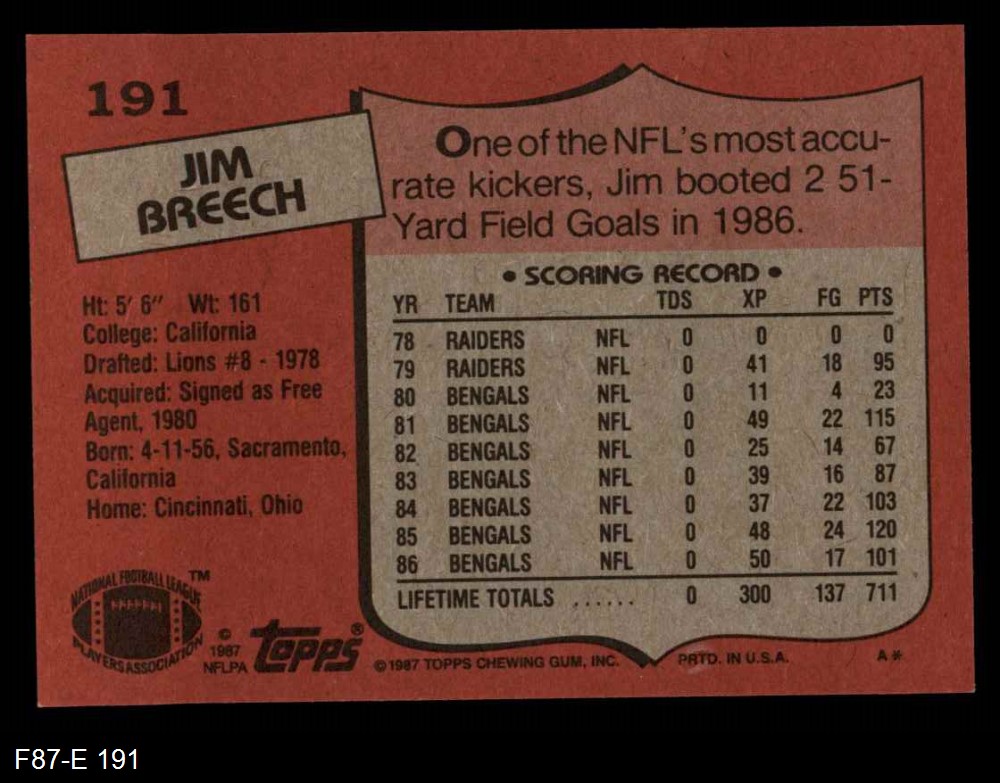 191
JIM
BREECH
Ht: 5' 6" Wt: 161
College: California
Drafted: Lions #8 - 1978
Acquired: Signed as Free
Agent, 1980
Born: 4-11-56, Sacramento,
California
Home: Cincinnati, Ohio
One of the NFL's most accu-
rate kickers, Jim booted 2 51-
Yard Field Goals in 1986.
• SCORING RECORD •
YR TEAM TDS XP FG PTS
78 RAIDERS NFL 0 0 0 0
79 RAIDERS NFL 0 41 18 95
80 BENGALS NFL 0 11 4 23
81 BENGALS NFL 0 49 22 115
82 BENGALS NFL 0 25 14 67
83 BENGALS NFL 0 39 16 87
84 BENGALS NFL 0 37 22 103
85 BENGALS NFL 0 48 24 120
86 BENGALS NFL 0 50 17 101
LIFETIME TOTALS ...... 0 300 137 711
NATIONAL FOOTBALL LEAGUE ™
PLAYERS ASSOCIATION
©
1987
NFLPA
topps®
© 1987 TOPPS CHEWING GUM, INC. PRTD. IN U.S.A. A*
F87-E 191